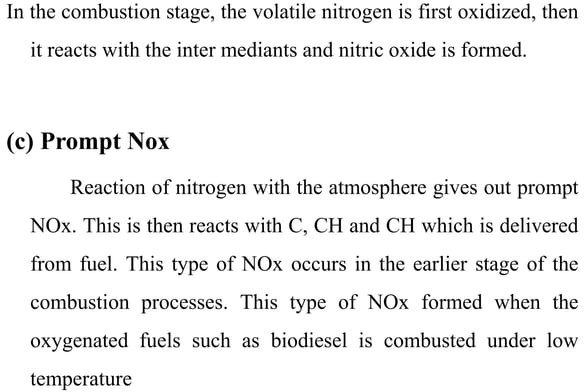 In the combustion stage, the volatile nitrogen is first oxidized, then
it reacts with the inter mediants and nitric oxide is formed.
(c) Prompt Nox
Reaction of nitrogen with the atmosphere gives out prompt
NOx. This is then reacts with C, CH and CH which is delivered
from fuel. This type of NOx occurs in the earlier stage of the
combustion processes. This type of NOx formed when the
oxygenated fuels such as biodiesel is combusted under low
temperature